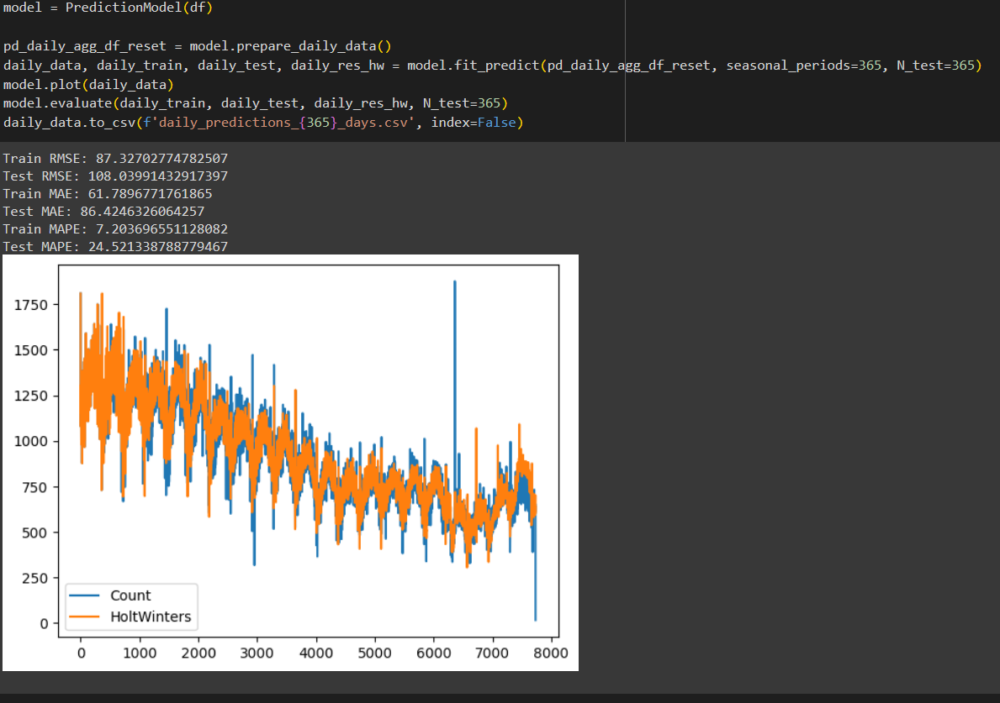 model = PredictionModel(df)
pd_daily_agg_df_reset = model.prepare_daily_data()
daily_data, daily_train, daily_test, daily_res_hw = model.fit_predict(pd_daily_agg_df_reset, seasonal_periods=365, N_test=365)
model.plot(daily_data)
model.evaluate(daily_train, daily_test, daily_res_hw, N_test=365)
daily_data.to_csv(f'daily_predictions_{365}_days.csv', index=False)
Train RMSE: 87.32702774782507
Test RMSE: 108.03991432917397
Train MAE: 61.7896771761865
Test MAE: 86.4246326064257
Train MAPE: 7.203696551128082
Test MAPE: 24.521338788779467
1750
1500
1250
1000
750
500
250
0
Count
HoltWinters
0 1000 2000 3000 4000 5000 6000 7000 8000